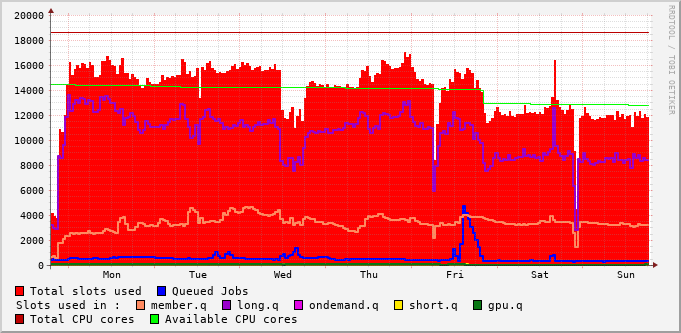 RRDTOOL / TOBI OETIKER
20000
18000
16000
14000
12000
10000
8000
6000
4000
2000
0
Mon Tue Wed Thu Fri Sat Sun
Total slots used Queued Jobs
Slots used in : member.q long.q ondemand.q short.q gpu.q
Total CPU cores Available CPU cores